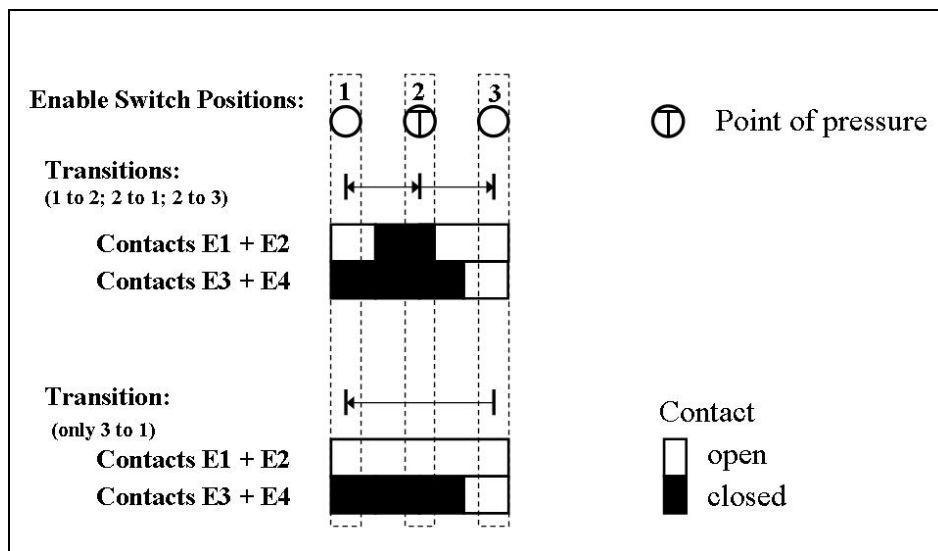 1 2 3
Enable Switch Positions:
T T Point of pressure
Transitions:
(1 to 2; 2 to 1; 2 to 3)
Contacts E1 + E2
Contacts E3 + E4
Transition:
(only 3 to 1)
Contact
Contacts E1 + E2 open
Contacts E3 + E4 closed